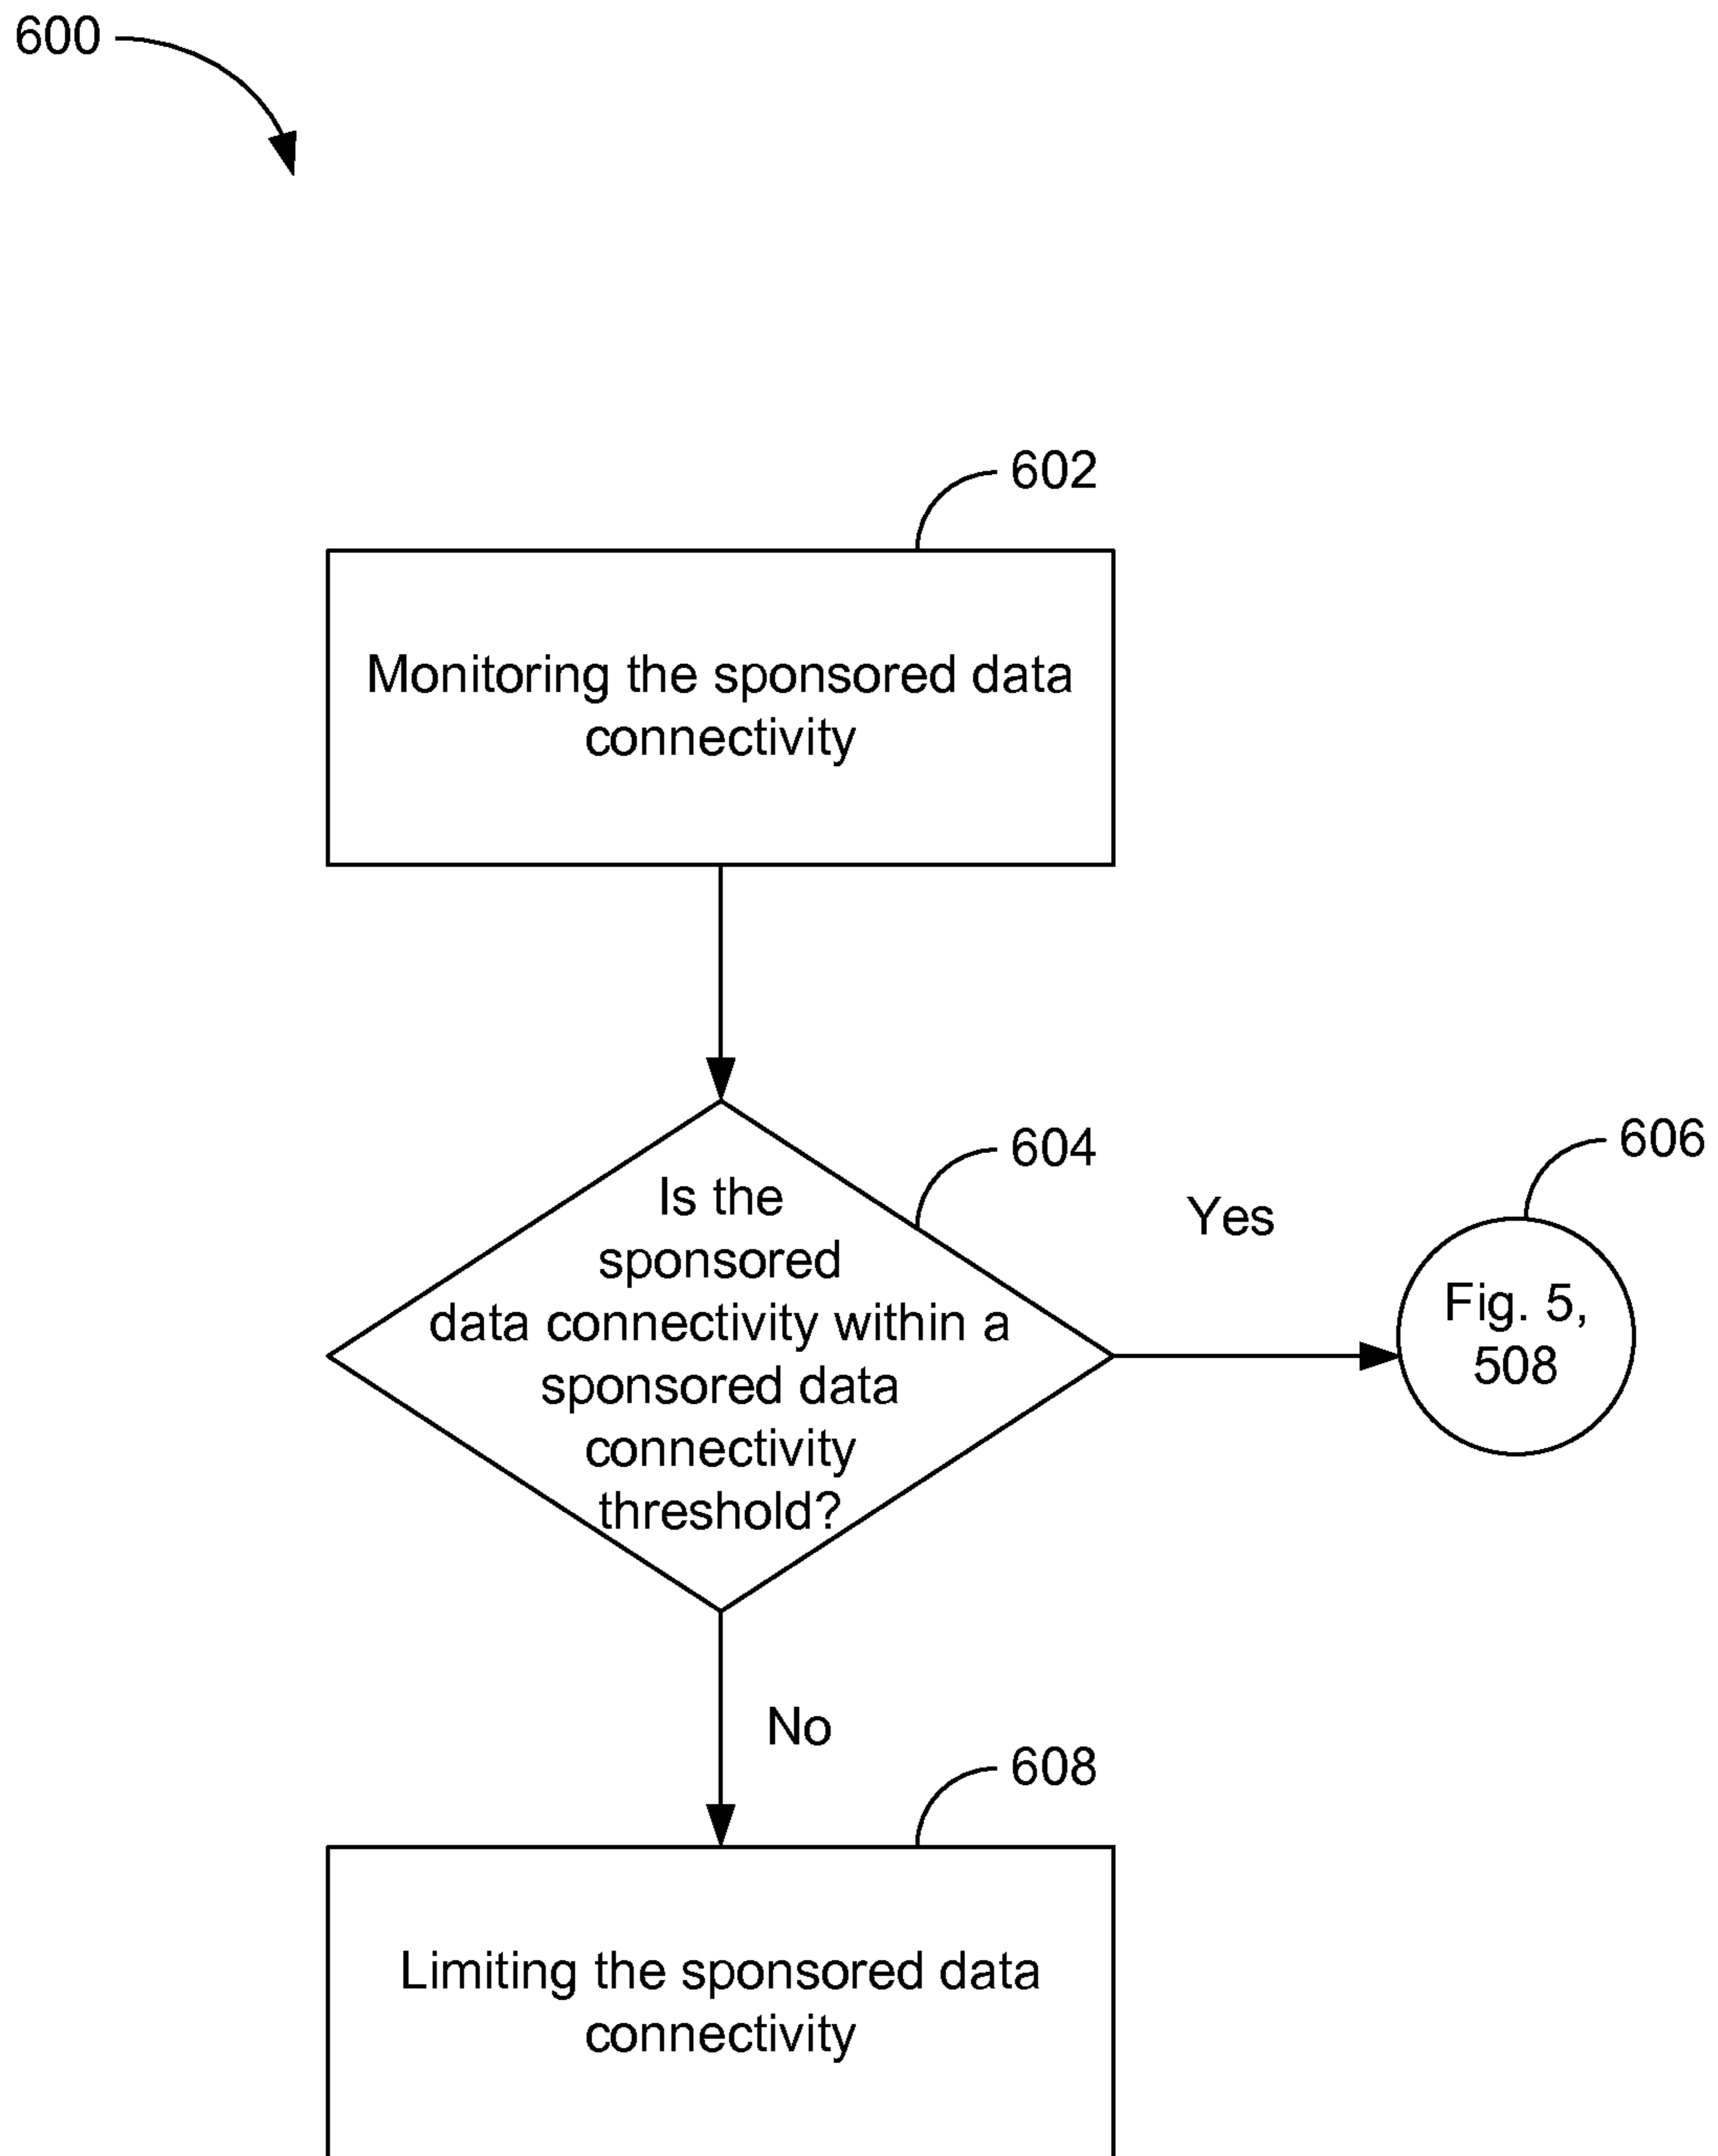 600
602
Monitoring the sponsored data
connectivity
604
606
Is the
sponsored
data connectivity within a
sponsored data
connectivity
threshold?
Yes
Fig. 5,
508
No
608
Limiting the sponsored data
connectivity